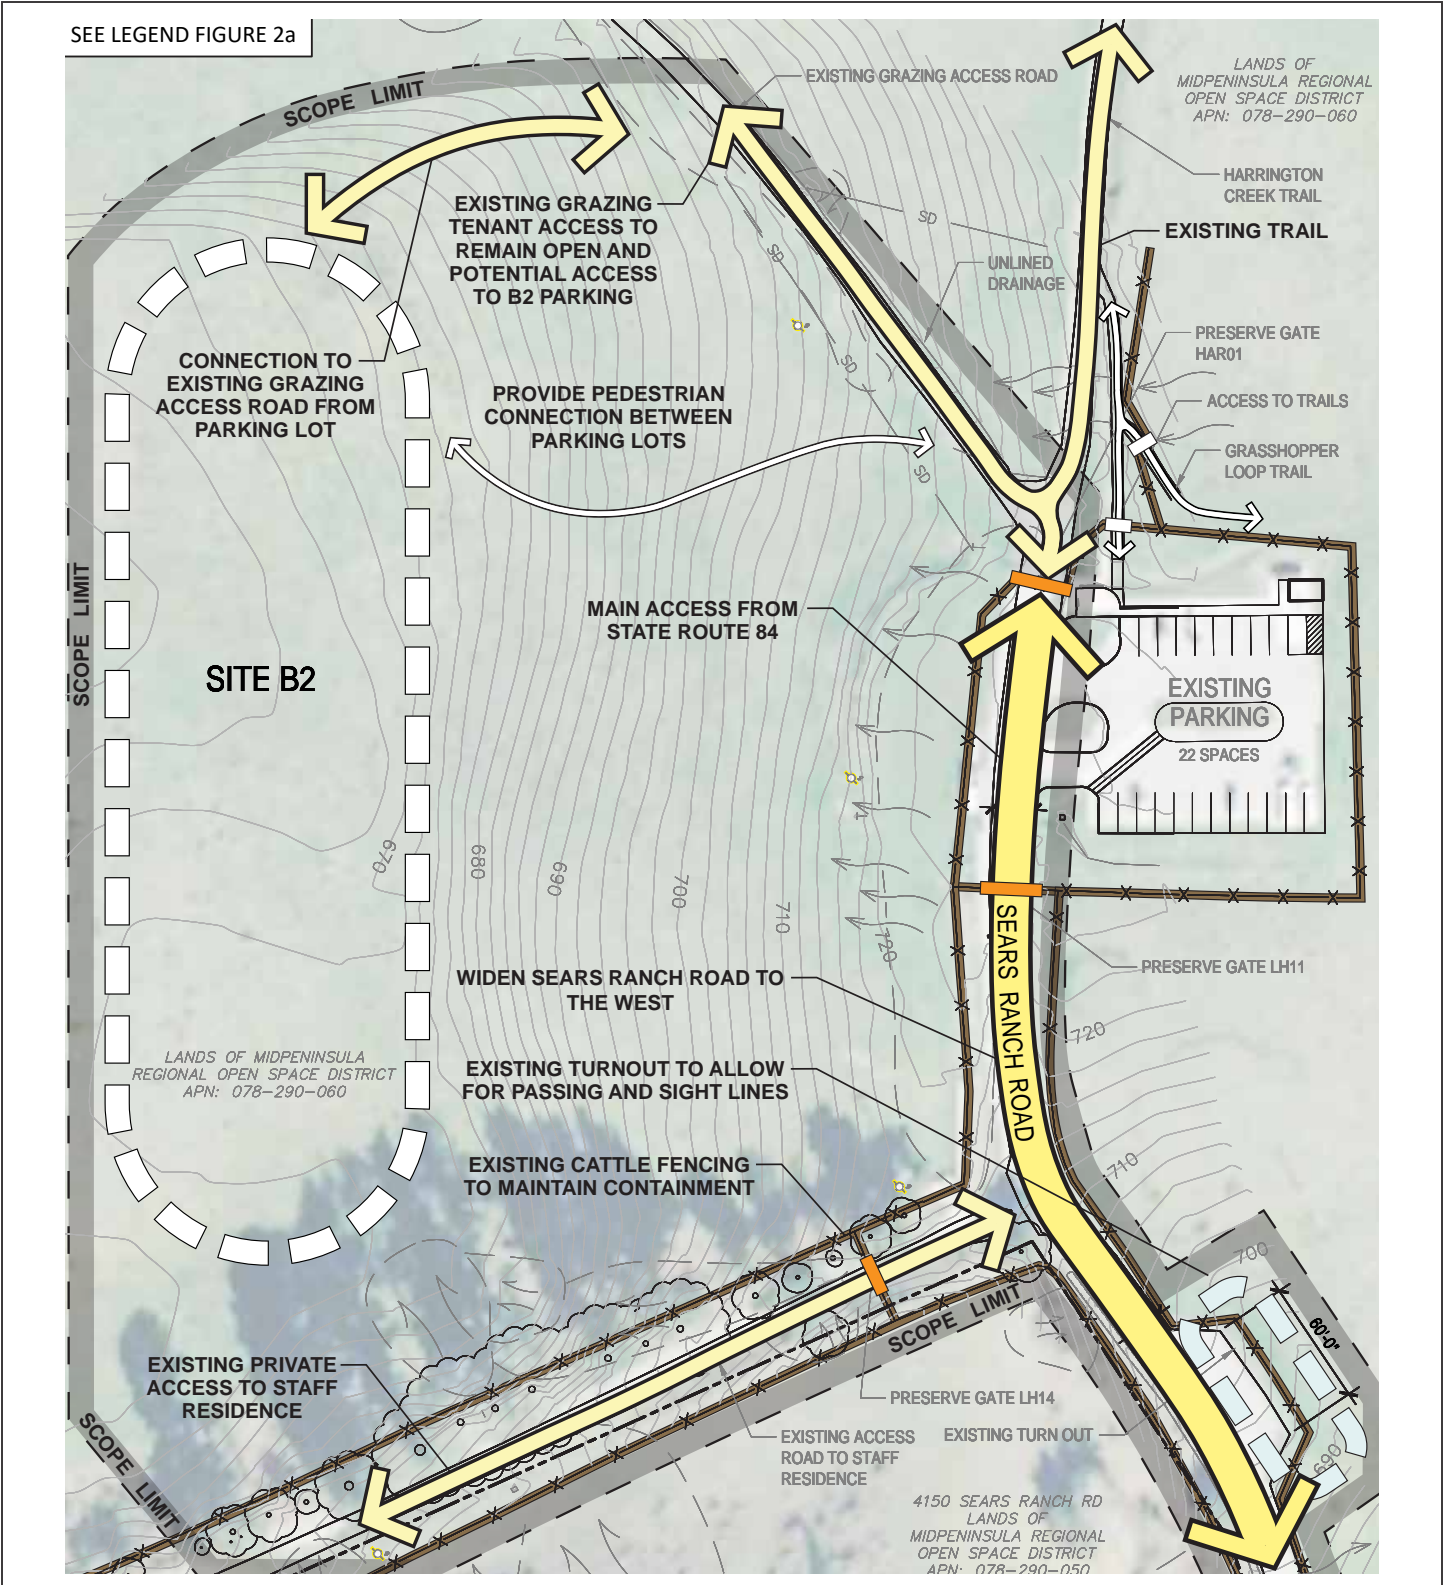 SEE LEGEND FIGURE 2a
SCOPE LIMIT
EXISTING GRAZING ACCESS ROAD
LANDS OF
MIDPENINSULA REGIONAL
OPEN SPACE DISTRICT
APN: 078-290-060
HARRINGTON
CREEK TRAIL
EXISTING TRAIL
EXISTING GRAZING
TENANT ACCESS TO
REMAIN OPEN AND
POTENTIAL ACCESS
TO B2 PARKING
SD
SD
UNLINED
DRAINAGE
PRESERVE GATE
HAR01
CONNECTION TO
EXISTING GRAZING
ACCESS ROAD FROM
PARKING LOT
SD
PROVIDE PEDESTRIAN
CONNECTION BETWEEN
PARKING LOTS
ACCESS TO TRAILS
GRASSHOPPER
LOOP TRAIL
SD
SCOPE LIMIT
MAIN ACCESS FROM
STATE ROUTE 84
SITE B2
EXISTING
PARKING
22 SPACES
670
680
690
700
710
720
SEARS RANCH ROAD
WIDEN SEARS RANCH ROAD TO
THE WEST
PRESERVE GATE LH11
720
LANDS OF MIDPENINSULA
REGIONAL OPEN SPACE DISTRICT
APN: 078-290-060
EXISTING TURNOUT TO ALLOW
FOR PASSING AND SIGHT LINES
EXISTING CATTLE FENCING
TO MAINTAIN CONTAINMENT
710
700
SCOPE LIMIT
60'-0"
EXISTING PRIVATE
ACCESS TO STAFF
RESIDENCE
PRESERVE GATE LH14
EXISTING ACCESS
ROAD TO STAFF
RESIDENCE
EXISTING TURN OUT
690
SCOPE LIMIT
4150 SEARS RANCH RD
LANDS OF
MIDPENINSULA REGIONAL
OPEN SPACE DISTRICT
APN: 078-290-050